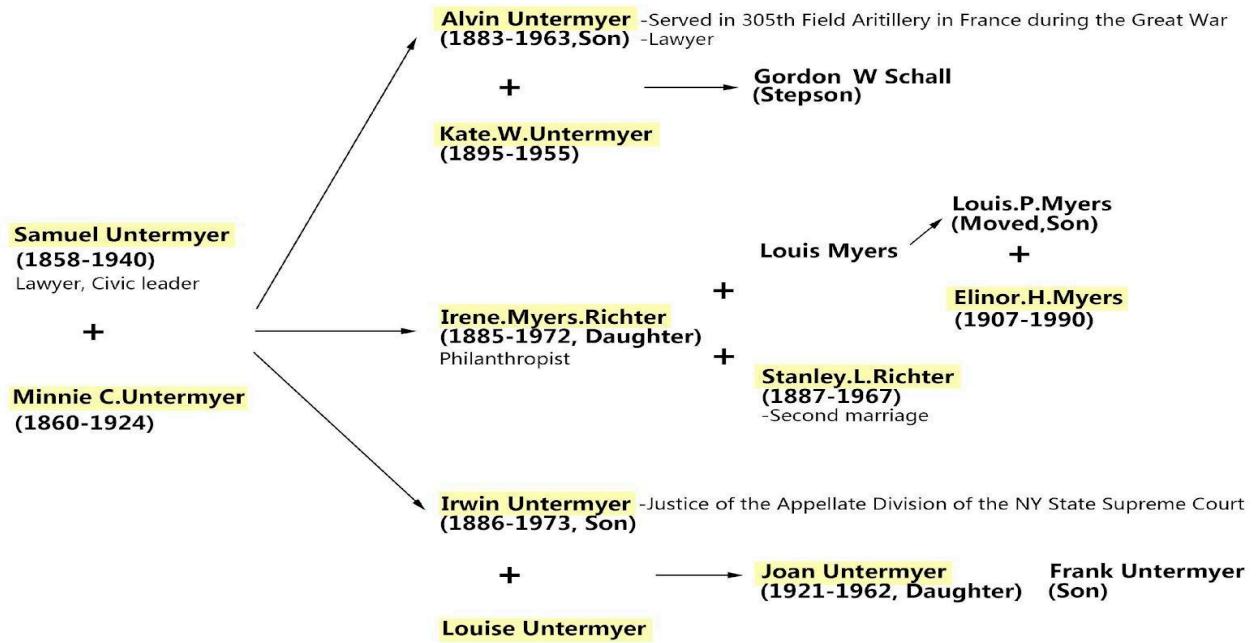 Alvin Untermyer -Served in 305th Field Aritillery in France during the Great War
(1883-1963,Son) -Lawyer
+
Gordon W Schall
(Stepson)
Kate.W.Untermyer
(1895-1955)
Samuel Untermyer
(1858-1940)
Lawyer, Civic leader
+
Minnie C.Untermyer
(1860-1924)
Irene.Myers.Richter
(1885-1972, Daughter)
Philanthropist
+
Louis Myers
Louis.P.Myers
(Moved,Son)
+
Elinor.H.Myers
(1907-1990)
+
Stanley.L.Richter
(1887-1967)
-Second marriage
Irwin Untermyer -Justice of the Appellate Division of the NY State Supreme Court
(1886-1973, Son)
+
Joan Untermyer
(1921-1962, Daughter)
Frank Untermyer
(Son)
Louise Untermyer